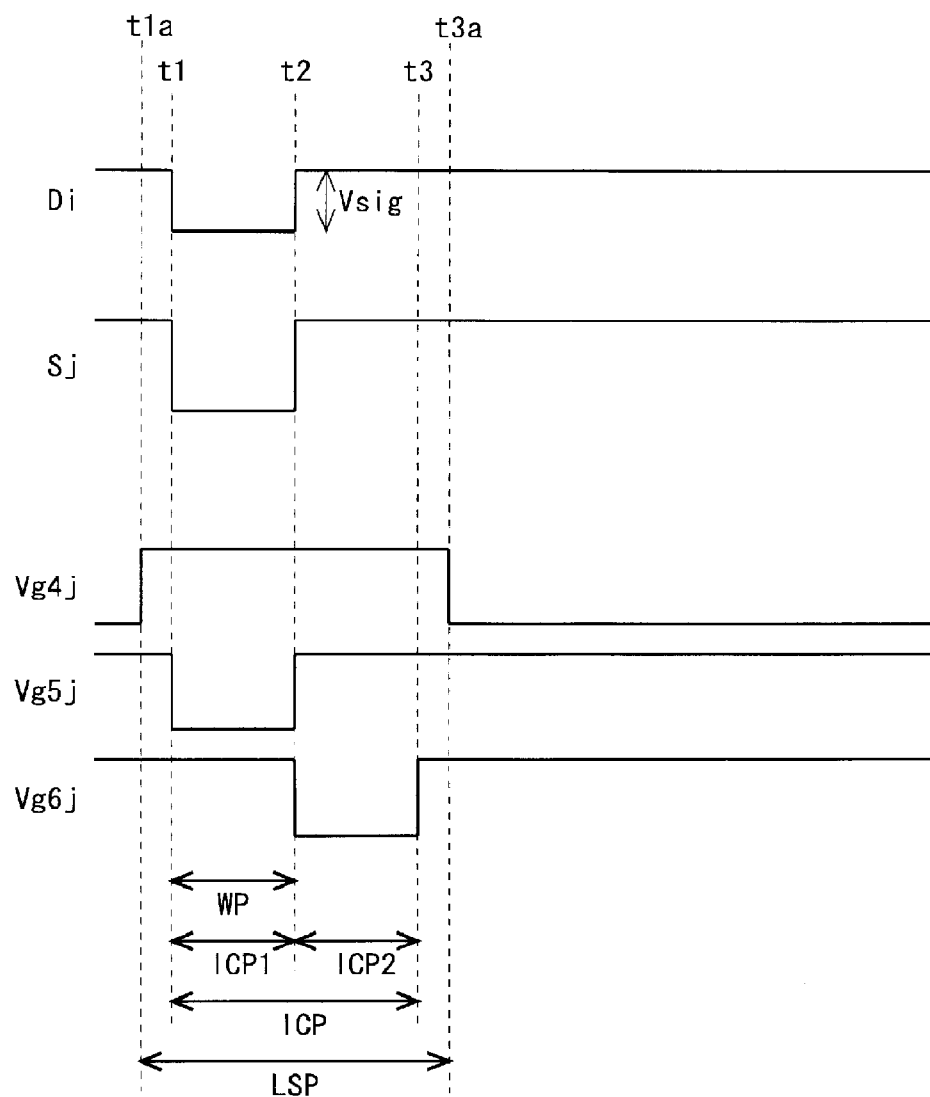 t1a t3a
t1 t2 t3
Di
Vsig
Sj
Vg4j
Vg5j
Vg6j
WP
ICP1 ICP2
ICP
LSP